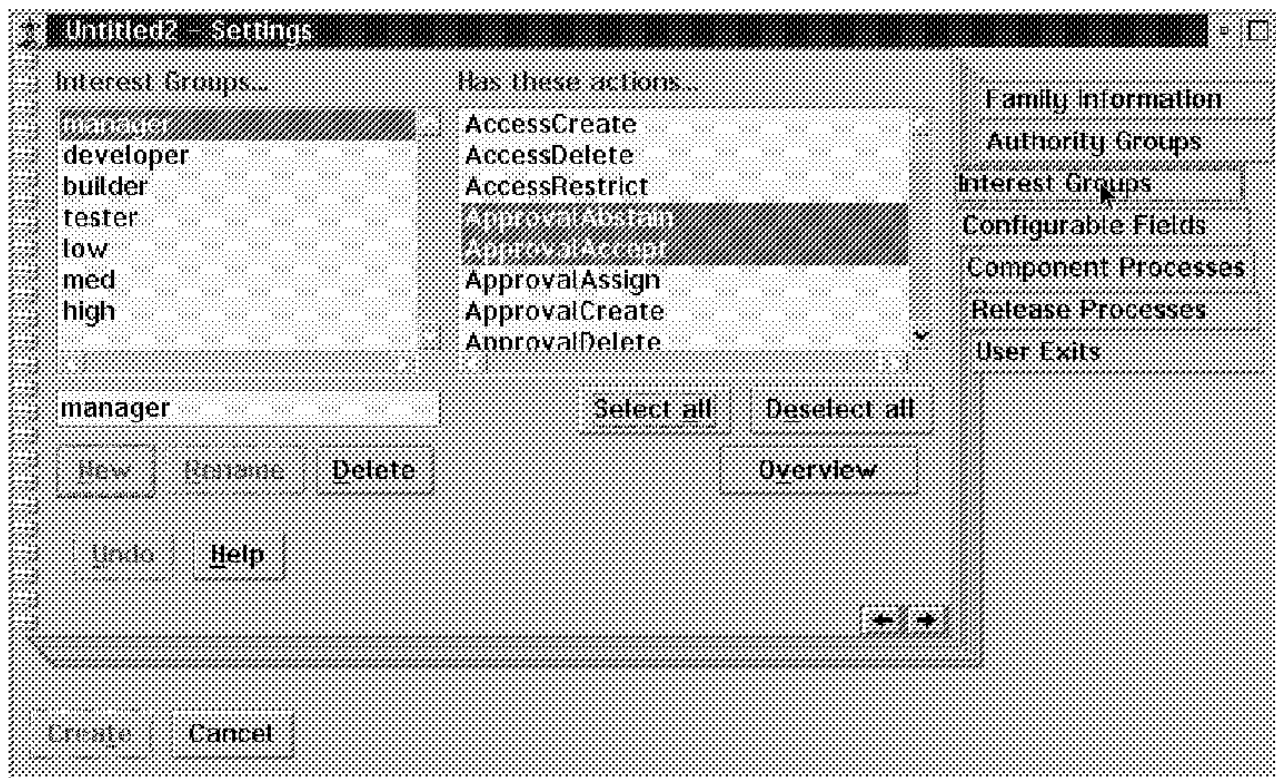 Untitled2 - Settings
Interest Groups...
manager
developer
builder
tester
low
med
high
manager
New
Rename
Delete
Undo
Help
Has these actions...
AccessCreate
AccessDelete
AccessRestrict
ApprovalAbstain
ApprovalAccept
ApprovalAssign
ApprovalCreate
ApprovalDelete
Select all
Deselect all
Overview
Family Information
Authority Groups
Interest Groups
Configurable Fields
Component Processes
Release Processes
User Exits
Create
Cancel